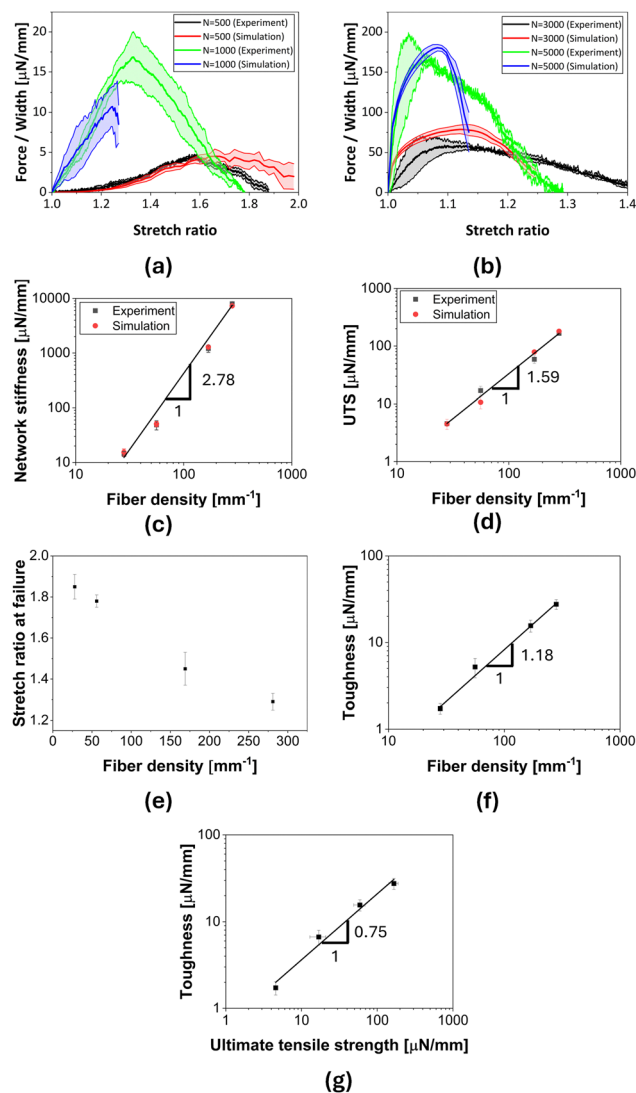 N=500 (Experiment)
N=500 (Simulation)
N=1000 (Experiment)
N=1000 (Simulation)
Force / Width [µN/mm]
20
15
10
5
0
1.0
1.2
1.4
1.6
1.8
2.0
Stretch ratio
(a)
N=3000 (Experiment)
N=3000 (Simulation)
N=5000 (Experiment)
N=5000 (Simulation)
Force / Width [µN/mm]
250
200
150
100
50
0
1.0
1.1
1.2
1.3
1.4
Stretch ratio
(b)
Experiment
Simulation
Network stiffness [µN/mm]
10000
1000
100
10
2.78
1
10
100
1000
Fiber density [mm⁻¹]
(c)
Experiment
Simulation
UTS [µN/mm]
1000
100
10
1
1.59
1
10
100
1000
Fiber density [mm⁻¹]
(d)
Stretch ratio at failure
2.0
1.8
1.6
1.4
1.2
0
50
100
150
200
250
300
Fiber density [mm⁻¹]
(e)
Toughness [µN/mm]
100
10
1
1.18
1
10
100
1000
Fiber density [mm⁻¹]
(f)
Toughness [µN/mm]
100
10
1
0.75
1
1
10
100
1000
Ultimate tensile strength [µN/mm]
(g)